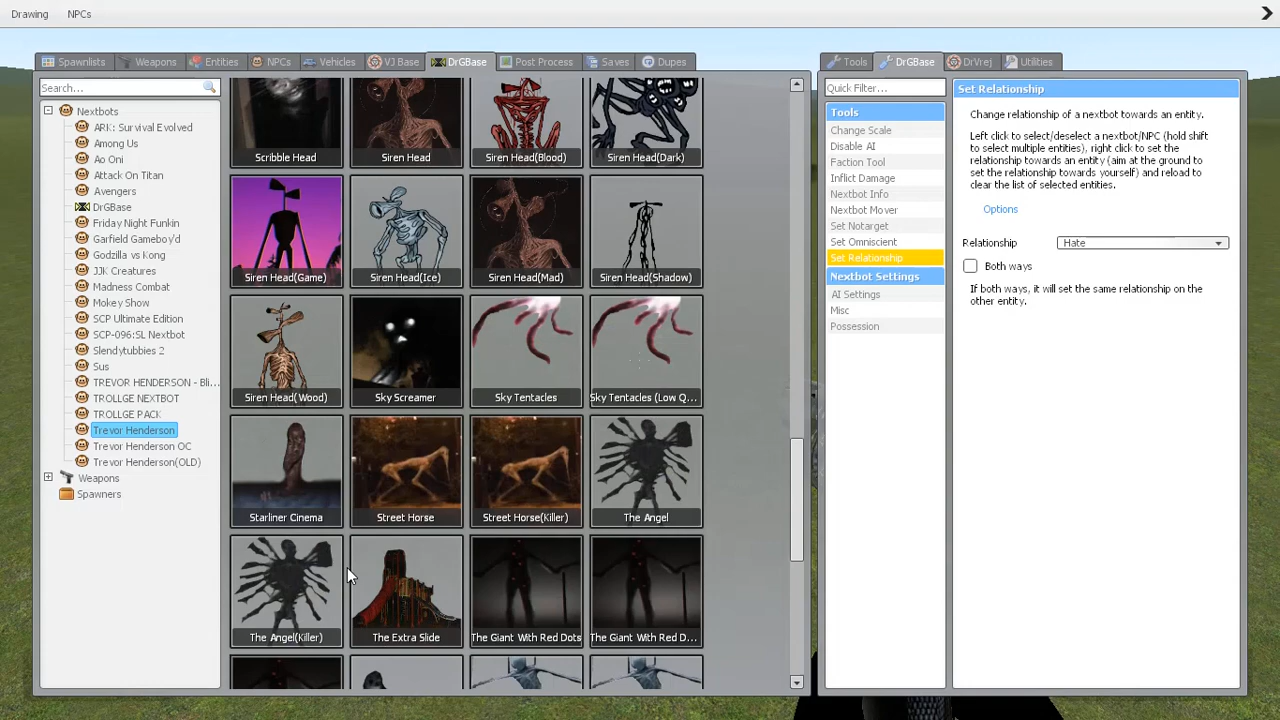 Drawing NPCs
Spawnlists Weapons Entities NPCs Vehicles VJ Base DrGBase Post Process Saves Dupes
Tools DrGBase DrVrej Utilities
Search...
Nextbots
ARK: Survival Evolved
Among Us
Ao Oni
Attack On Titan
Avengers
DrGBase
Friday Night Funkin
Garfield Gameboy'd
Godzilla vs Kong
JJK Creatures
Madness Combat
Mokey Show
SCP Ultimate Edition
SCP-096:SL Nextbot
Slendytubbies 2
Sus
TREVOR HENDERSON - Bli...
TROLLGE NEXTBOT
TROLLGE PACK
Trevor Henderson
Trevor Henderson OC
Trevor Henderson(OLD)
Weapons
Spawners
Scribble Head Siren Head Siren Head(Blood) Siren Head(Dark)
Siren Head(Game) Siren Head(Ice) Siren Head(Mad) Siren Head(Shadow)
Siren Head(Wood) Sky Screamer Sky Tentacles Sky Tentacles (Low Q...
Starliner Cinema Street Horse Street Horse(Killer) The Angel
The Angel(Killer) The Extra Slide The Giant With Red Dots The Giant With Red D...
Quick Filter...
Tools
Change Scale
Disable AI
Faction Tool
Inflict Damage
Nextbot Info
Nextbot Mover
Set Notarget
Set Omniscient
Set Relationship
Nextbot Settings
AI Settings
Misc
Possession
Set Relationship
Change relationship of a nextbot towards an entity.
Left click to select/deselect a nextbot/NPC (hold shift
to select multiple entities), right click to set the
relationship towards an entity (aim at the ground to
set the relationship towards yourself) and reload to
clear the list of selected entities.
Options
Relationship Hate
Both ways
If both ways, it will set the same relationship on the
other entity.